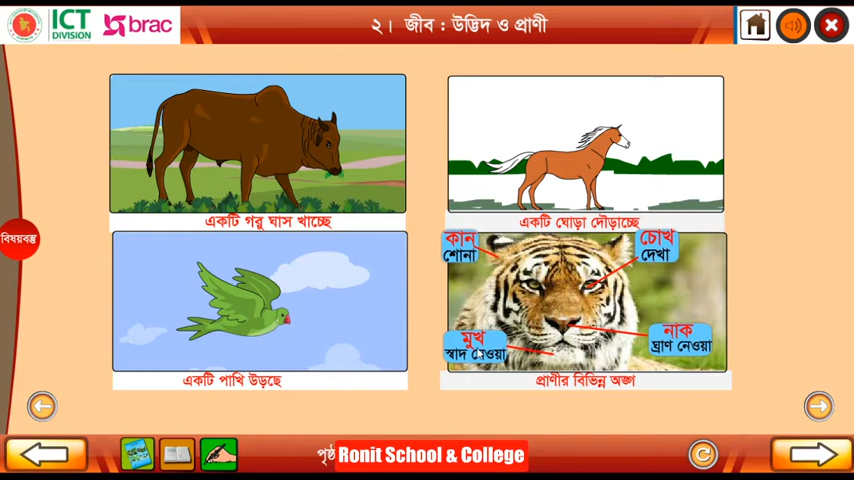 ICT
DIVISION
brac
২। জীব : উদ্ভিদ ও প্রাণী
বিষয়বস্তু
একটি গরু ঘাস খাচ্ছে
একটি ঘোড়া দৌড়াচ্ছে
কান
শোনা
চোখ
দেখা
মুখ
স্বাদ নেওয়া
নাক
ঘ্রাণ নেওয়া
একটি পাখি উড়ছে
প্রাণীর বিভিন্ন অঙ্গ
Ronit School & College